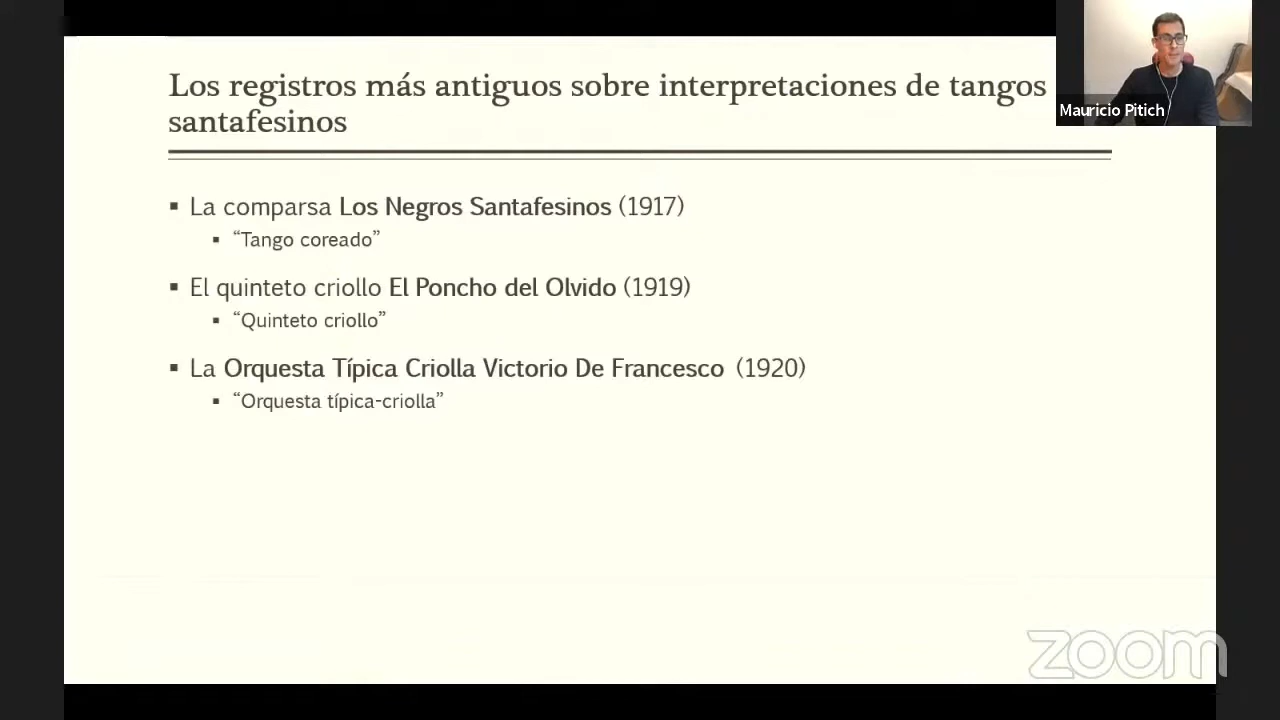 Los registros más antiguos sobre interpretaciones de tangos
santafesinos
Mauricio Pitich
▪ La comparsa Los Negros Santafesinos (1917)
▪ “Tango coreado”
▪ El quinteto criollo El Poncho del Olvido (1919)
▪ “Quinteto criollo”
▪ La Orquesta Típica Criolla Victorio De Francesco (1920)
▪ “Orquesta típica-criolla”
zoom